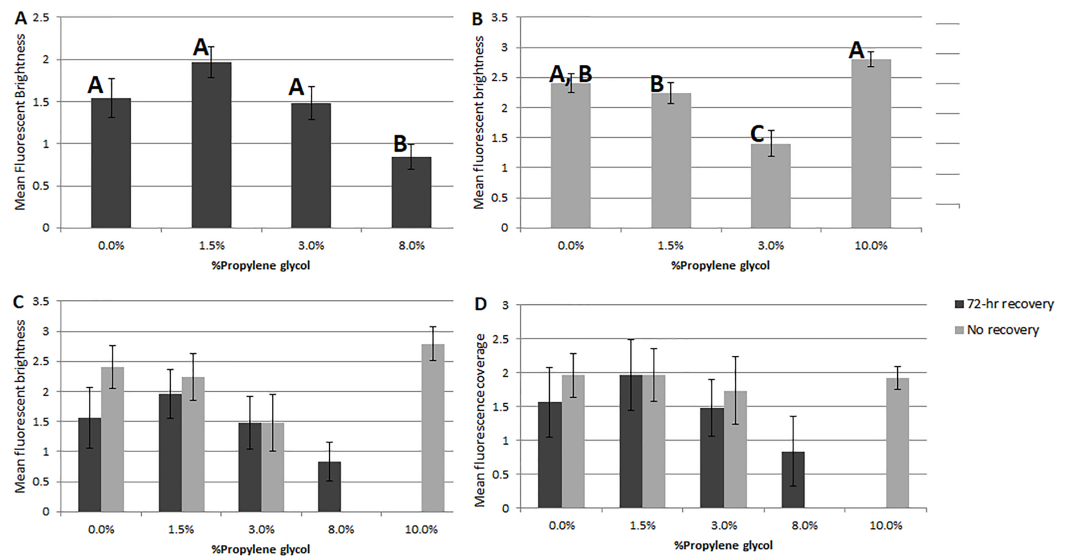 A
Mean Fluorescent Brightness
2.5
2
1.5
1
0.5
0
A
A
A
B
0.0%
1.5%
3.0%
8.0%
%Propylene glycol
B
Mean fluorescent brightness
3.5
3
2.5
2
1.5
1
0.5
0
A, B
B
C
A
0.0%
1.5%
3.0%
10.0%
%Propylene glycol
C
Mean fluorescent brightness
3.5
3
2.5
2
1.5
1
0.5
0
0.0%
1.5%
3.0%
8.0%
10.0%
%Propylene glycol
D
Mean fluorescence coverage
3
2.5
2
1.5
1
0.5
0
0.0%
1.5%
3.0%
8.0%
10.0%
%Propylene glycol
72-hr recovery
No recovery